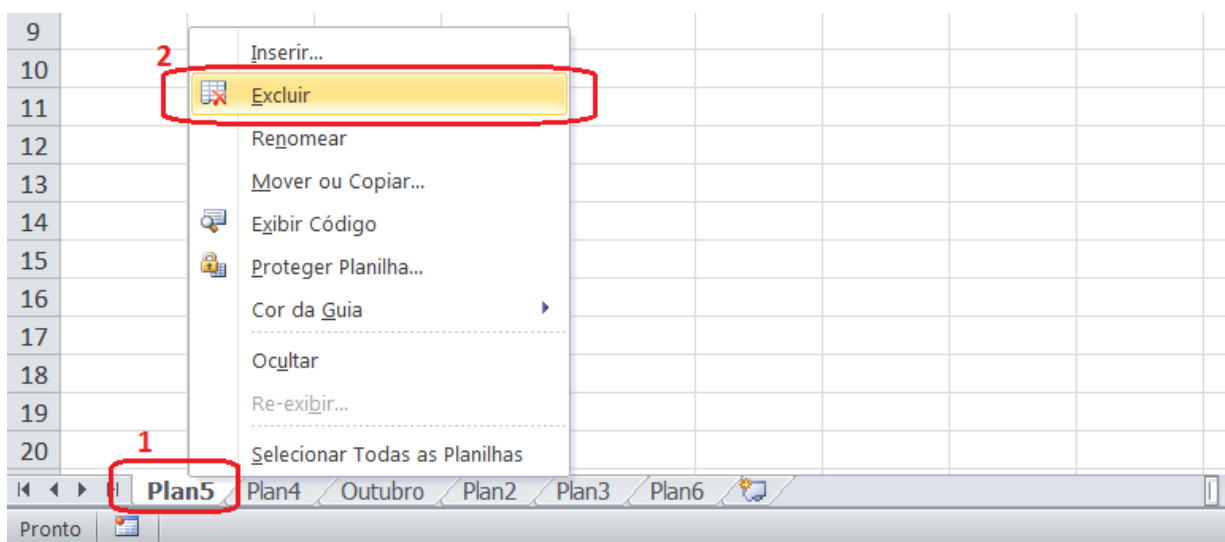 9
2
Inserir...
10
Excluir
11
12
Renomear
13
Mover ou Copiar...
14
Exibir Código
15
Proteger Planilha...
16
Cor da Guia
17
18
Ocultar
19
Re-exibir...
20
1
Selecionar Todas as Planilhas
Plan5 Plan4 Outubro Plan2 Plan3 Plan6
Pronto